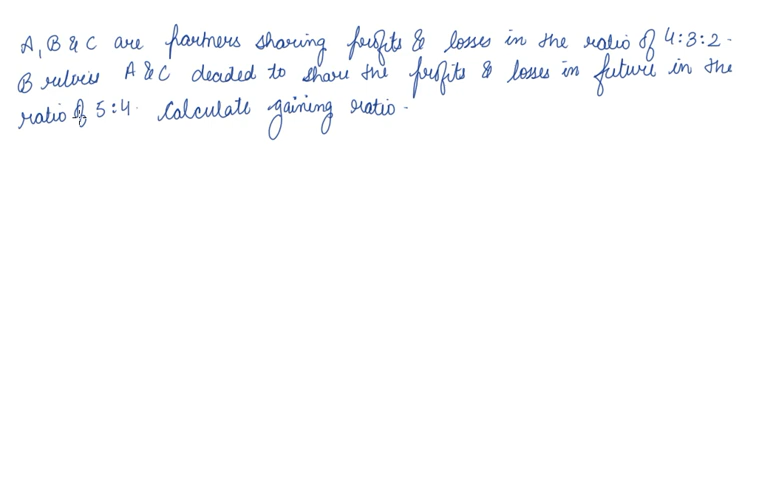 A, B & C are partners sharing profits & losses in the ratio of 4:3:2.
B retires A & C decided to share the profits & losses in future in the
ratio of 5:4. Calculate gaining ratio.